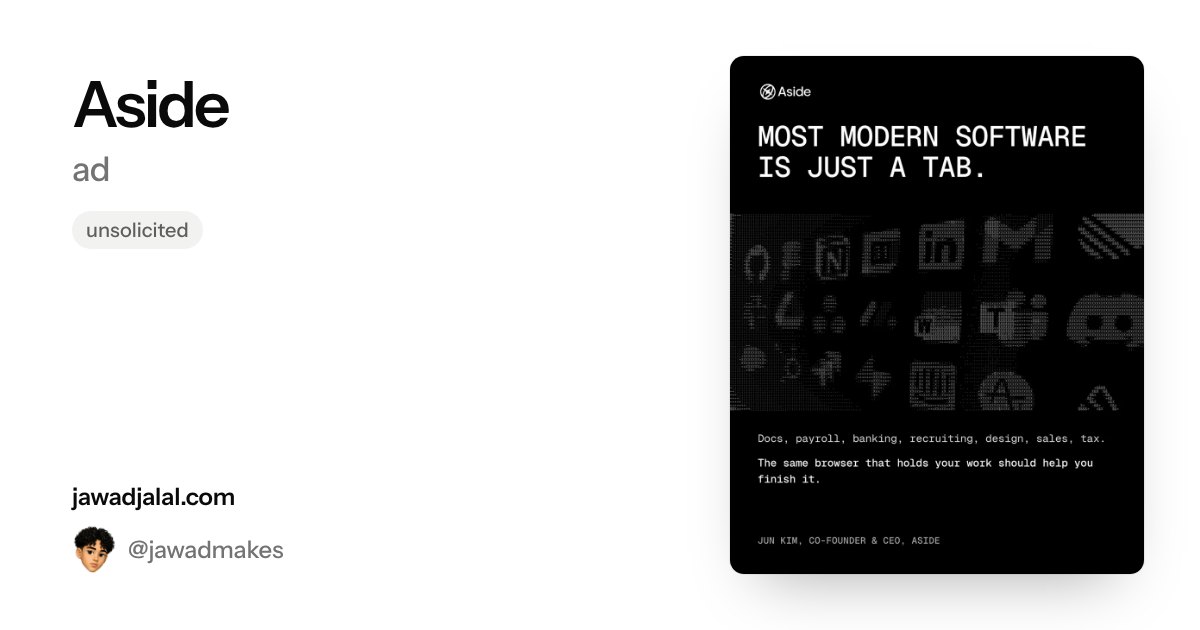 Aside
ad
unsolicited
jawadjalal.com
@jawadmakes
Aside
MOST MODERN SOFTWARE
IS JUST A TAB.
N
in
T
A
Docs, payroll, banking, recruiting, design, sales, tax.
The same browser that holds your work should help you
finish it.
JUN KIM, CO-FOUNDER & CEO, ASIDE